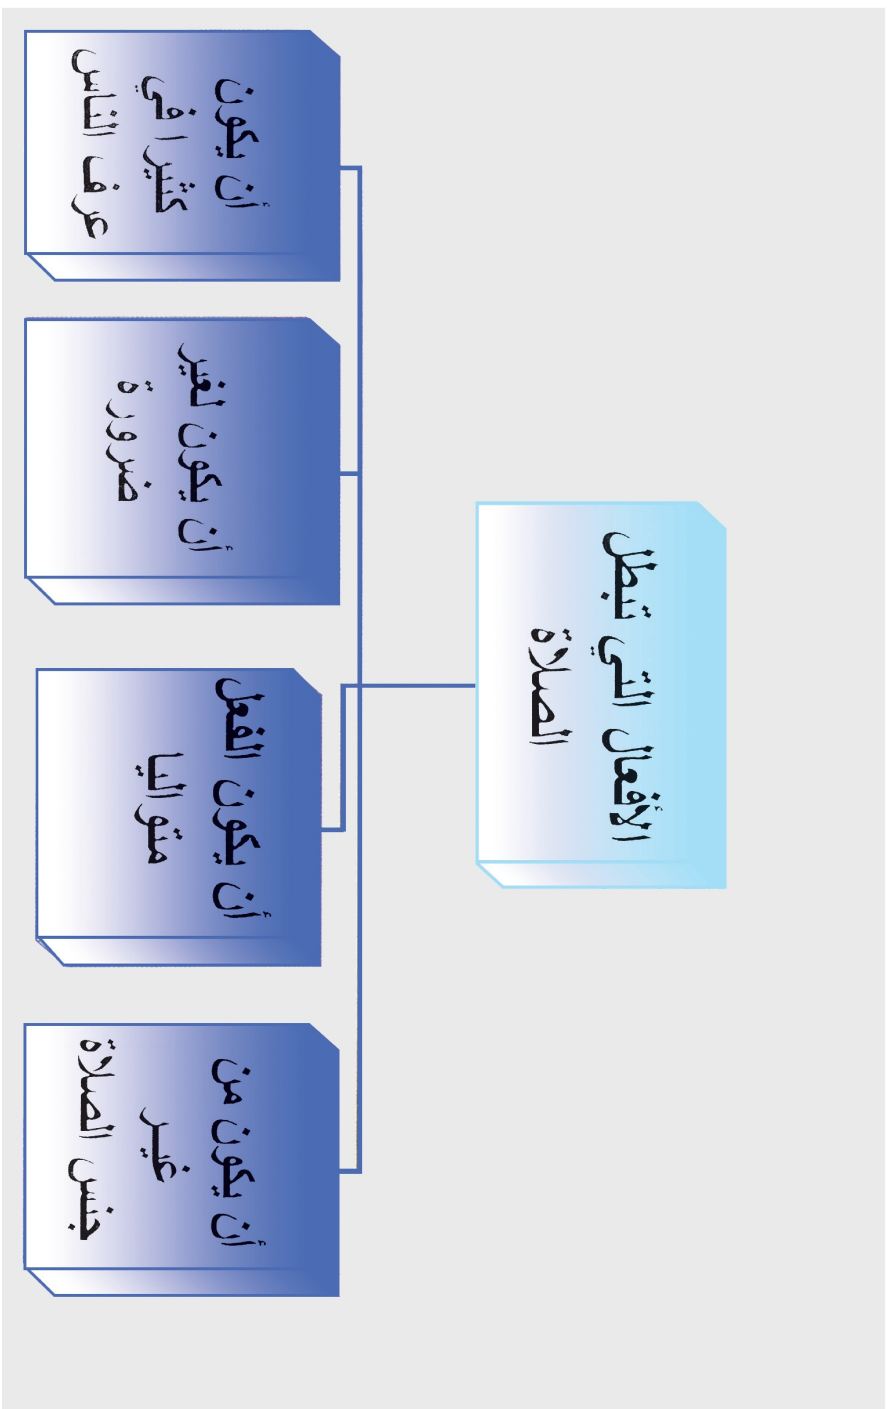 الأفعال التي تبطل
الصلاة
أن يكون من
غير
جنس الصلاة
أن يكون الفعل
متواليا
أن يكون لغير
ضرورة
أن يكون
كثيرا في
عرف الناس